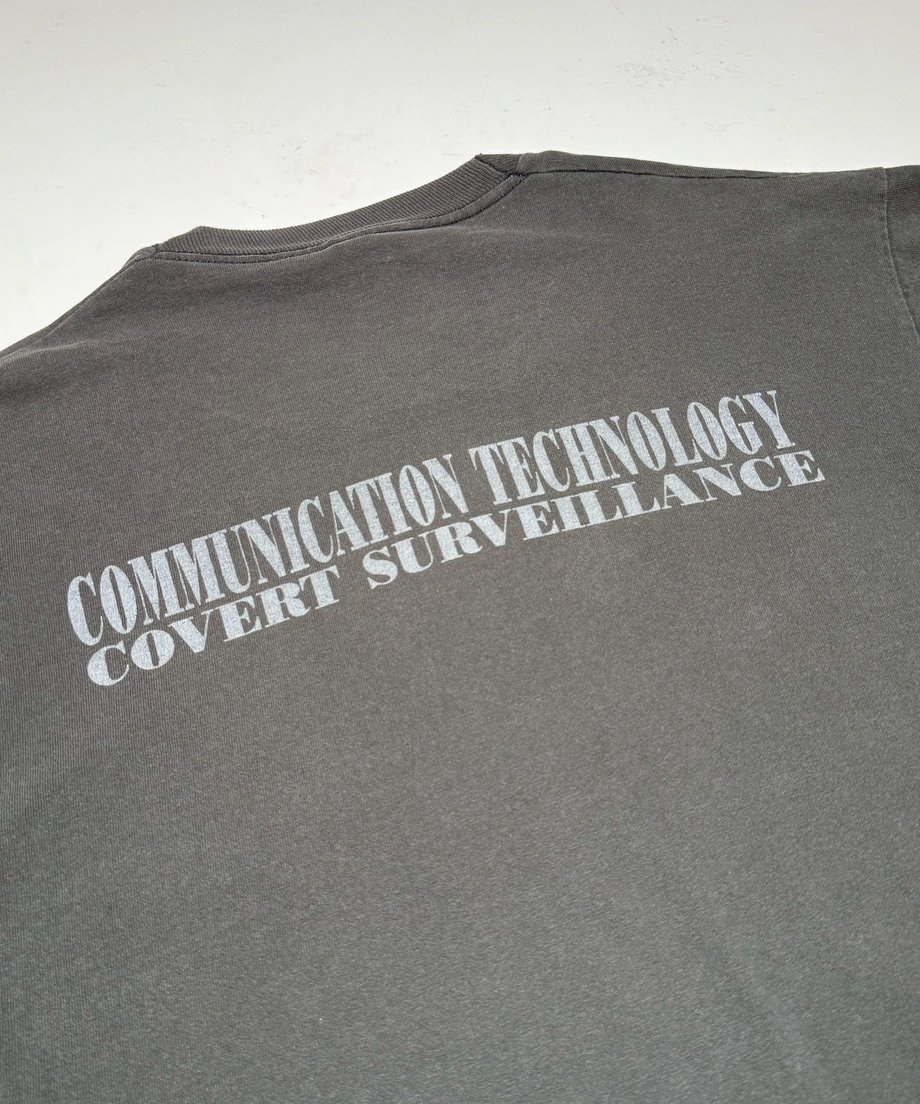 COMMUNICATION TECHNOLOGY
COVERT SURVEILLANCE